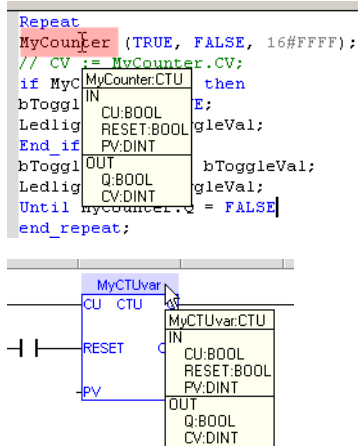 Repeat
MyCounter (TRUE, FALSE, 16#FFFF);
// CV := MyCounter.CV;
if MyC then
bToggl E;
Ledlig gleVal;
End_if
bToggl bToggleVal;
Ledlig gleVal;
Until MyCounter.Q = FALSE
end_repeat;
MyCounter:CTU
IN
CU:BOOL
RESET:BOOL
PV:DINT
OUT
Q:BOOL
CV:DINT
MyCTUvar
CU CTU
RESET
PV
MyCTUvar:CTU
IN
CU:BOOL
RESET:BOOL
PV:DINT
OUT
Q:BOOL
CV:DINT